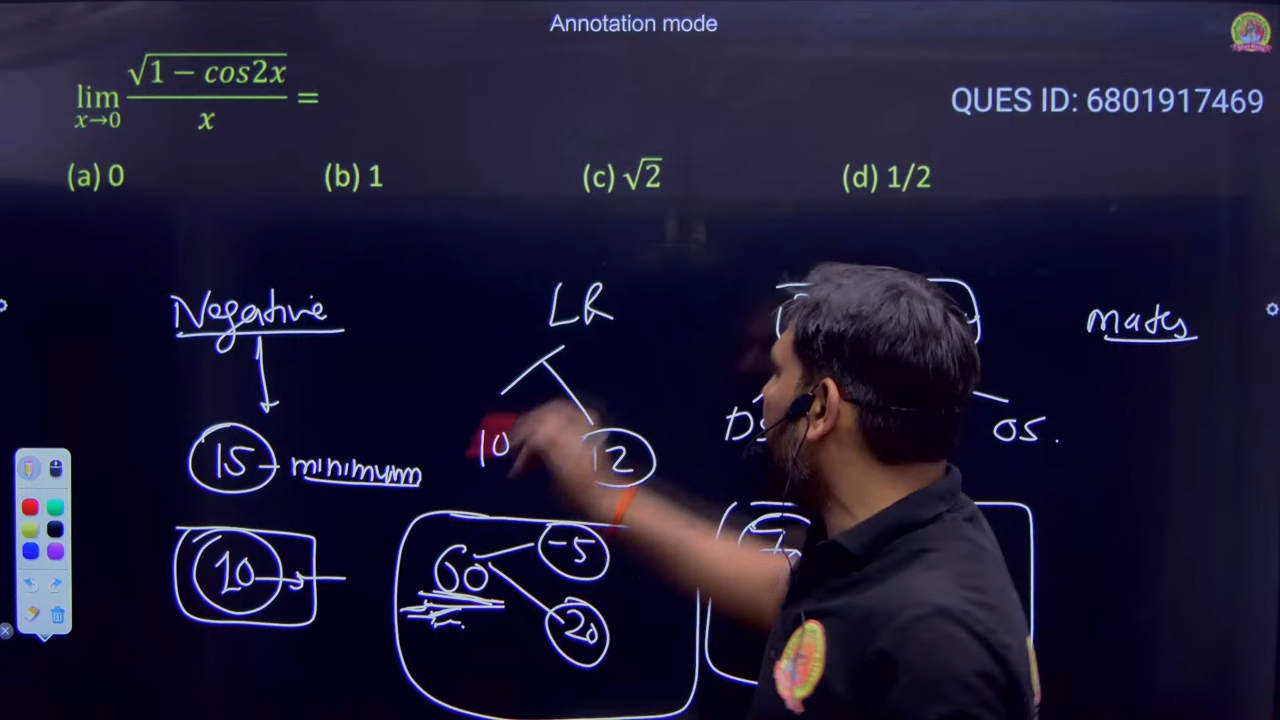 Annotation mode
lim x→0 √(1 − cos2x) / x =
QUES ID: 6801917469
(a) 0 (b) 1 (c) √2 (d) 1/2
Negative LR maths
10 12 OS.
15 minimum
60 -5
20